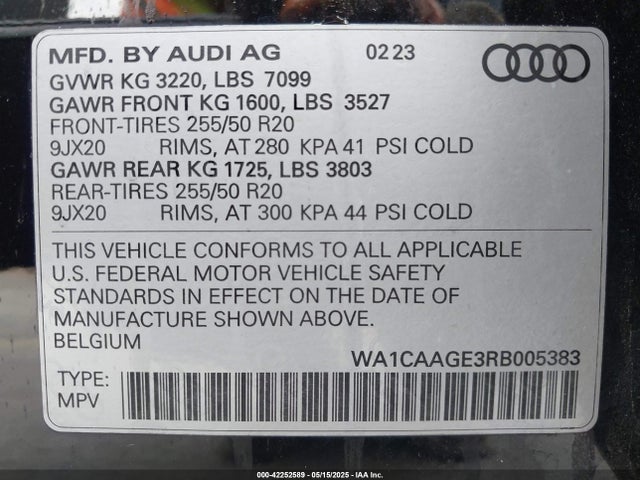 MFD. BY AUDI AG 02 23
GVWR KG 3220, LBS 7099
GAWR FRONT KG 1600, LBS 3527
FRONT-TIRES 255/50 R20
9JX20 RIMS, AT 280 KPA 41 PSI COLD
GAWR REAR KG 1725, LBS 3803
REAR-TIRES 255/50 R20
9JX20 RIMS, AT 300 KPA 44 PSI COLD
THIS VEHICLE CONFORMS TO ALL APPLICABLE
U.S. FEDERAL MOTOR VEHICLE SAFETY
STANDARDS IN EFFECT ON THE DATE OF
MANUFACTURE SHOWN ABOVE.
BELGIUM
WA1CAAGE3RB005383
TYPE:
MPV
000-42252589 - 05/15/2025 - IAA Inc.